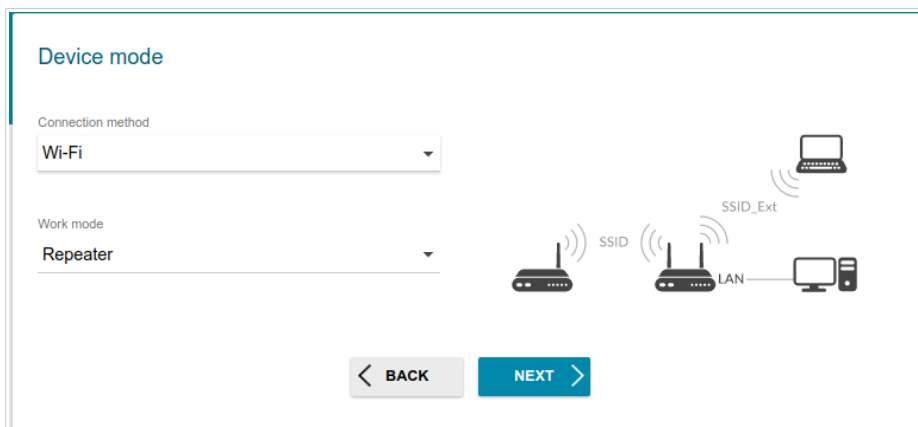 Device mode
Connection method
Wi-Fi
Work mode
Repeater
SSID_Ext
SSID
LAN
BACK
NEXT